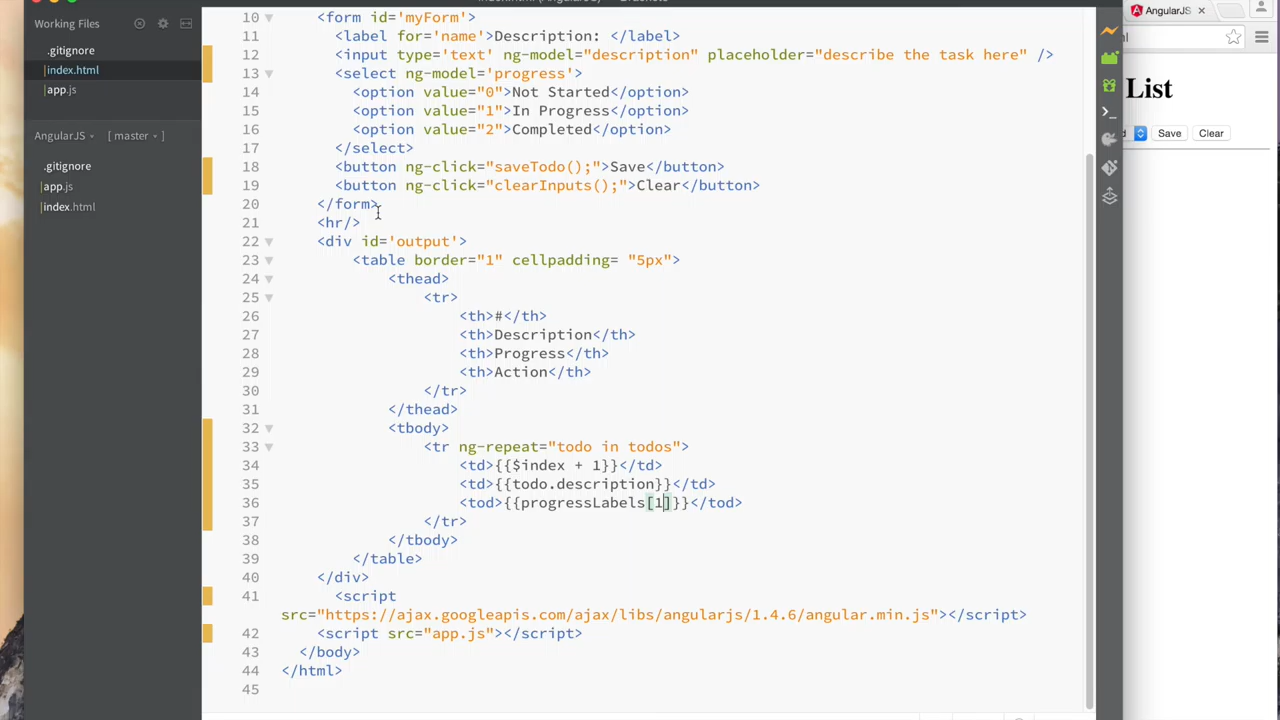 Working Files
.gitignore
index.html
app.js
AngularJS
[ master ]
.gitignore
app.js
index.html
10 <form id='myForm'>
11 <label for='name'>Description: </label>
12 <input type='text' ng-model="description" placeholder="describe the task here" />
13 <select ng-model='progress'>
14 <option value="0">Not Started</option>
15 <option value="1">In Progress</option>
16 <option value="2">Completed</option>
17 </select>
18 <button ng-click="saveTodo();">Save</button>
19 <button ng-click="clearInputs();">Clear</button>
20 </form>
21 <hr/>
22 <div id='output'>
23 <table border="1" cellpadding= "5px">
24 <thead>
25 <tr>
26 <th>#</th>
27 <th>Description</th>
28 <th>Progress</th>
29 <th>Action</th>
30 </tr>
31 </thead>
32 <tbody>
33 <tr ng-repeat="todo in todos">
34 <td>{{$index + 1}}</td>
35 <td>{{todo.description}}</td>
36 <tod>{{progressLabels[1]}}</tod>
37 </tr>
38 </tbody>
39 </table>
40 </div>
41 <script
src="https://ajax.googleapis.com/ajax/libs/angularjs/1.4.6/angular.min.js"></script>
42 <script src="app.js"></script>
43 </body>
44 </html>
45
AngularJS
List
Save
Clear